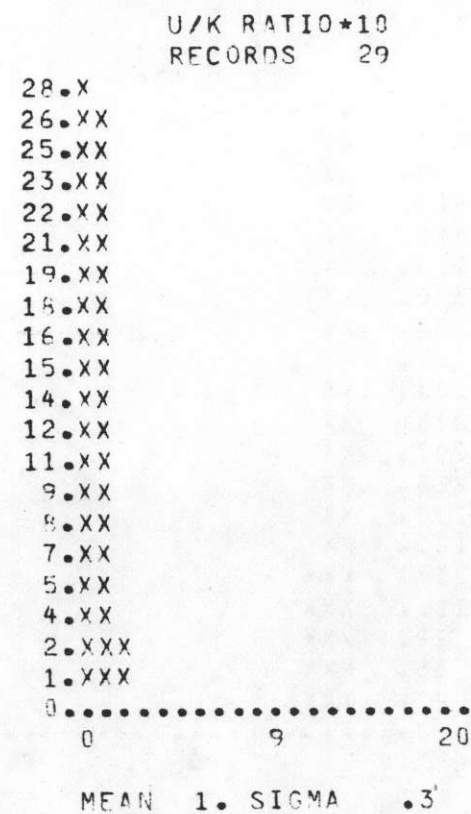 U/K RATIO*10
RECORDS 29
28.X
26.XX
25.XX
23.XX
22.XX
21.XX
19.XX
18.XX
16.XX
15.XX
14.XX
12.XX
11.XX
9.XX
8.XX
7.XX
5.XX
4.XX
2.XXX
1.XXX
0......................
0 9 20
MEAN 1. SIGMA .3